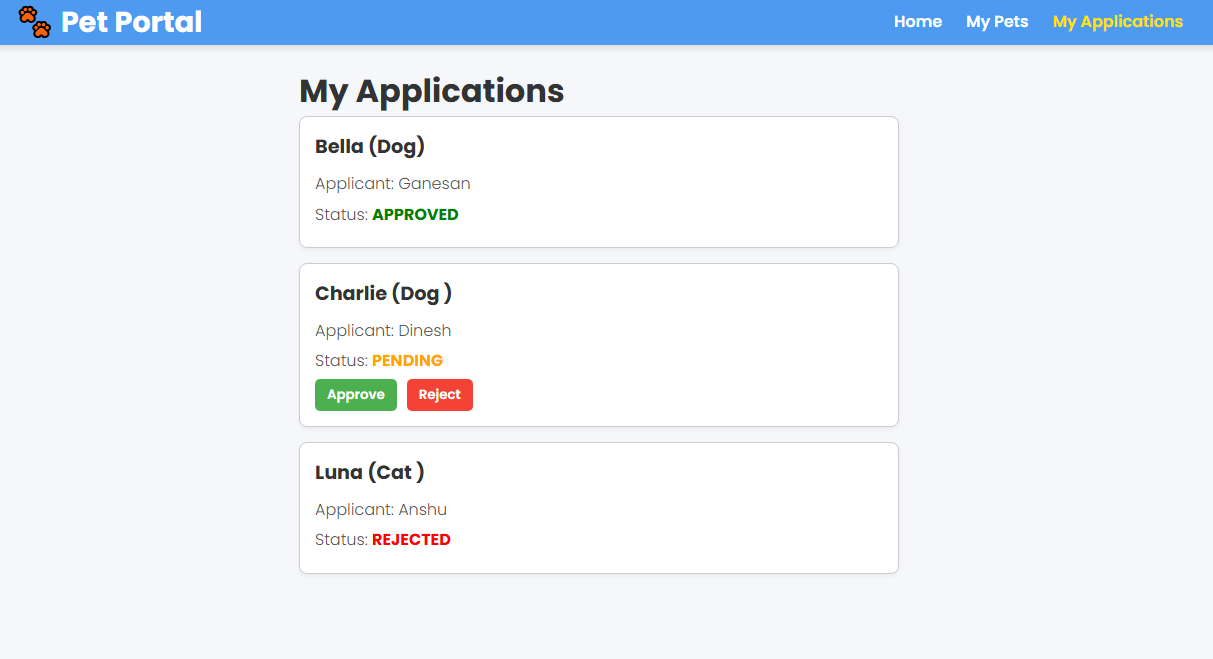 Pet Portal
Home My Pets My Applications
My Applications
Bella (Dog)
Applicant: Ganesan
Status: APPROVED
Charlie (Dog )
Applicant: Dinesh
Status: PENDING
Approve Reject
Luna (Cat )
Applicant: Anshu
Status: REJECTED